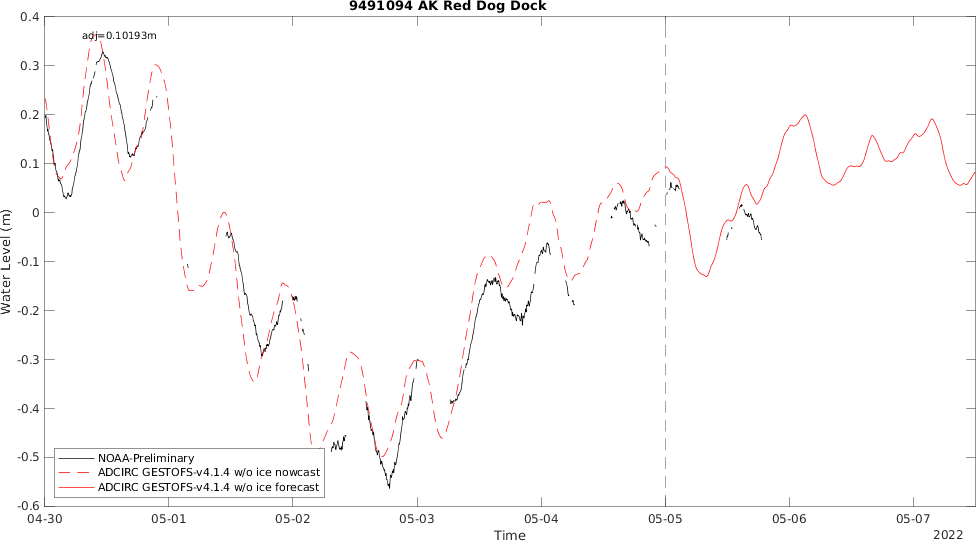 9491094 AK Red Dog Dock
adj=0.10193m
0.4
0.3
0.2
0.1
0
-0.1
-0.2
-0.3
-0.4
-0.5
-0.6
Water Level (m)
NOAA-Preliminary
ADCIRC GESTOFS-v4.1.4 w/o ice nowcast
ADCIRC GESTOFS-v4.1.4 w/o ice forecast
04-30 05-01 05-02 05-03 05-04 05-05 05-06 05-07
Time
2022